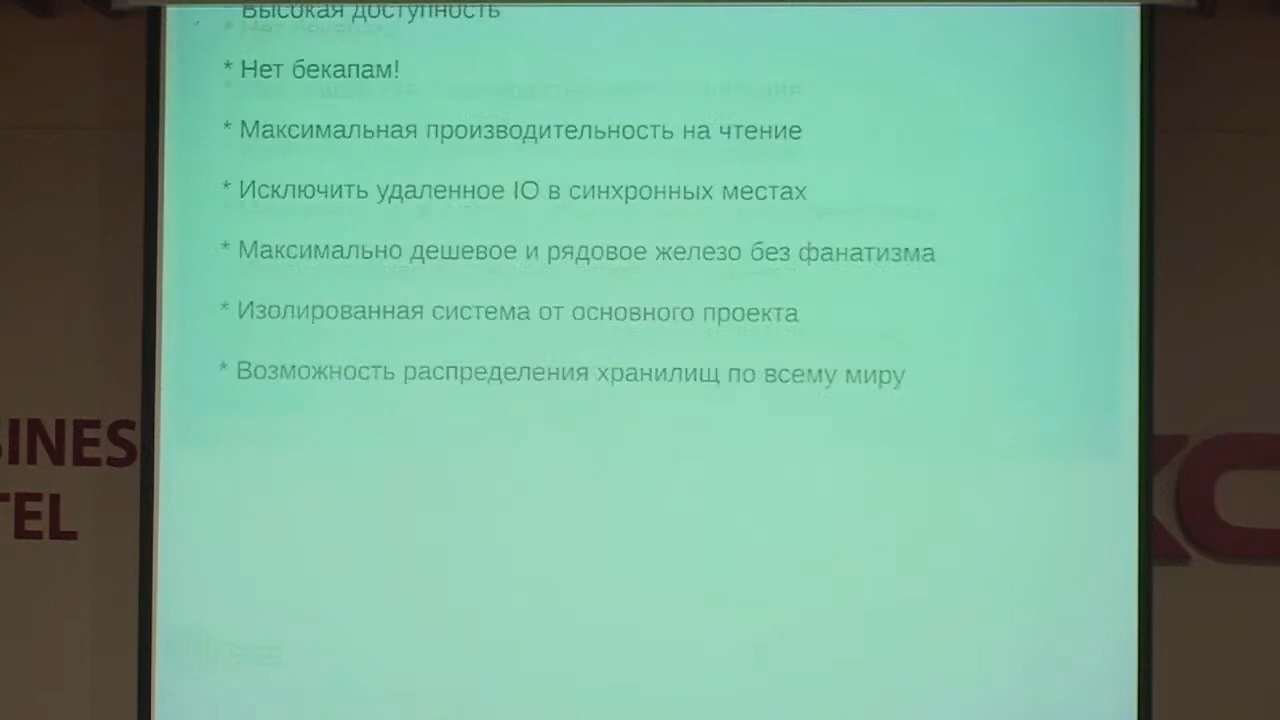 Высокая доступность
* Нет бекапам!
* Максимальная производительность на чтение
* Исключить удаленное IO в синхронных местах
* Максимально дешевое и рядовое железо без фанатизма
* Изолированная система от основного проекта
* Возможность распределения хранилищ по всему миру
SINES
TEL